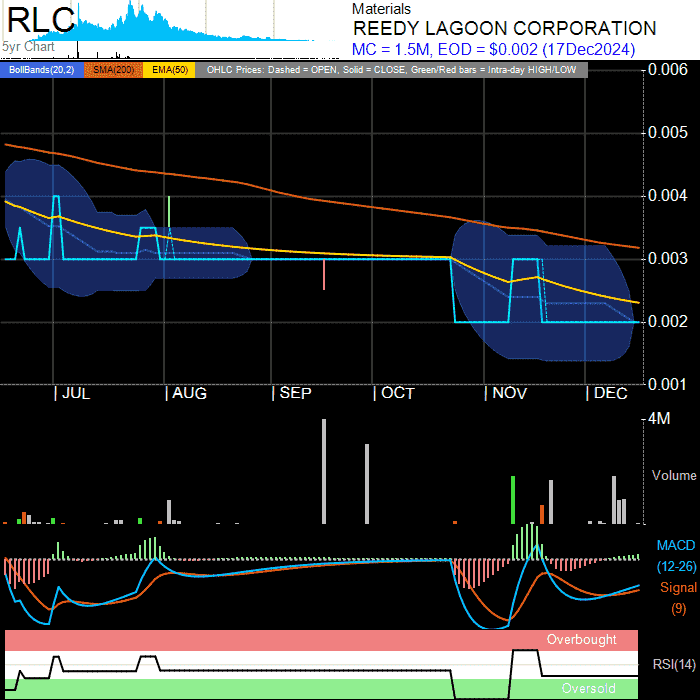 RLC
5yr Chart
Materials
REEDY LAGOON CORPORATION
MC = 1.5M, EOD = $0.002 (17Dec2024)
BollBands(20,2) SMA(200) EMA(50) OHLC Prices: Dashed = OPEN, Solid = CLOSE, Green/Red bars = Intra-day HIGH/LOW
0.006
0.005
0.004
0.003
0.002
0.001
| JUL | AUG | SEP | OCT | NOV | DEC
4M
Volume
MACD
(12-26)
Signal
(9)
Overbought
RSI(14)
Oversold